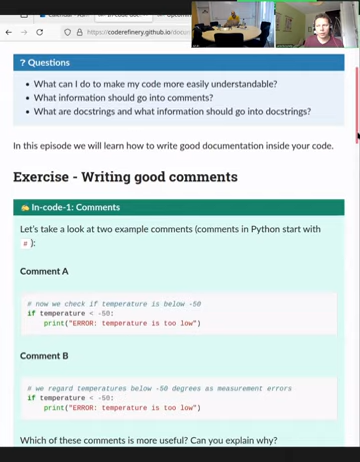 https://coderefinery.github.io/docu
? Questions
What can I do to make my code more easily understandable?
What information should go into comments?
What are docstrings and what information should go into docstrings?
In this episode we will learn how to write good documentation inside your code.
Exercise - Writing good comments
In-code-1: Comments
Let's take a look at two example comments (comments in Python start with
# ):
Comment A
# now we check if temperature is below -50
if temperature < -50:
print("ERROR: temperature is too low")
Comment B
# we regard temperatures below -50 degrees as measurement errors
if temperature < -50:
print("ERROR: temperature is too low")
Which of these comments is more useful? Can you explain why?